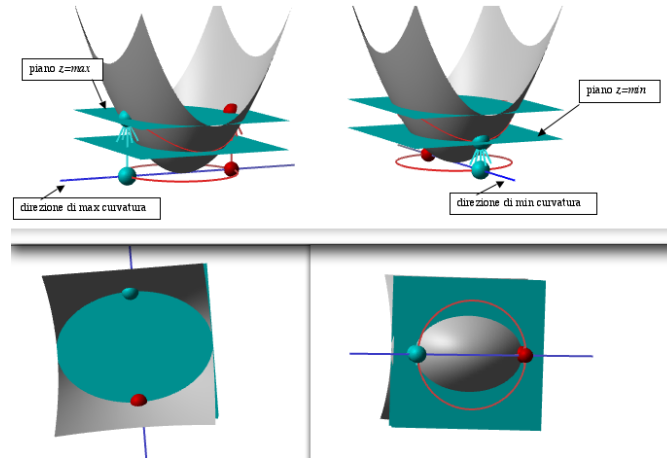 piano z=max
piano z=min
direzione di max curvatura
direzione di min curvatura